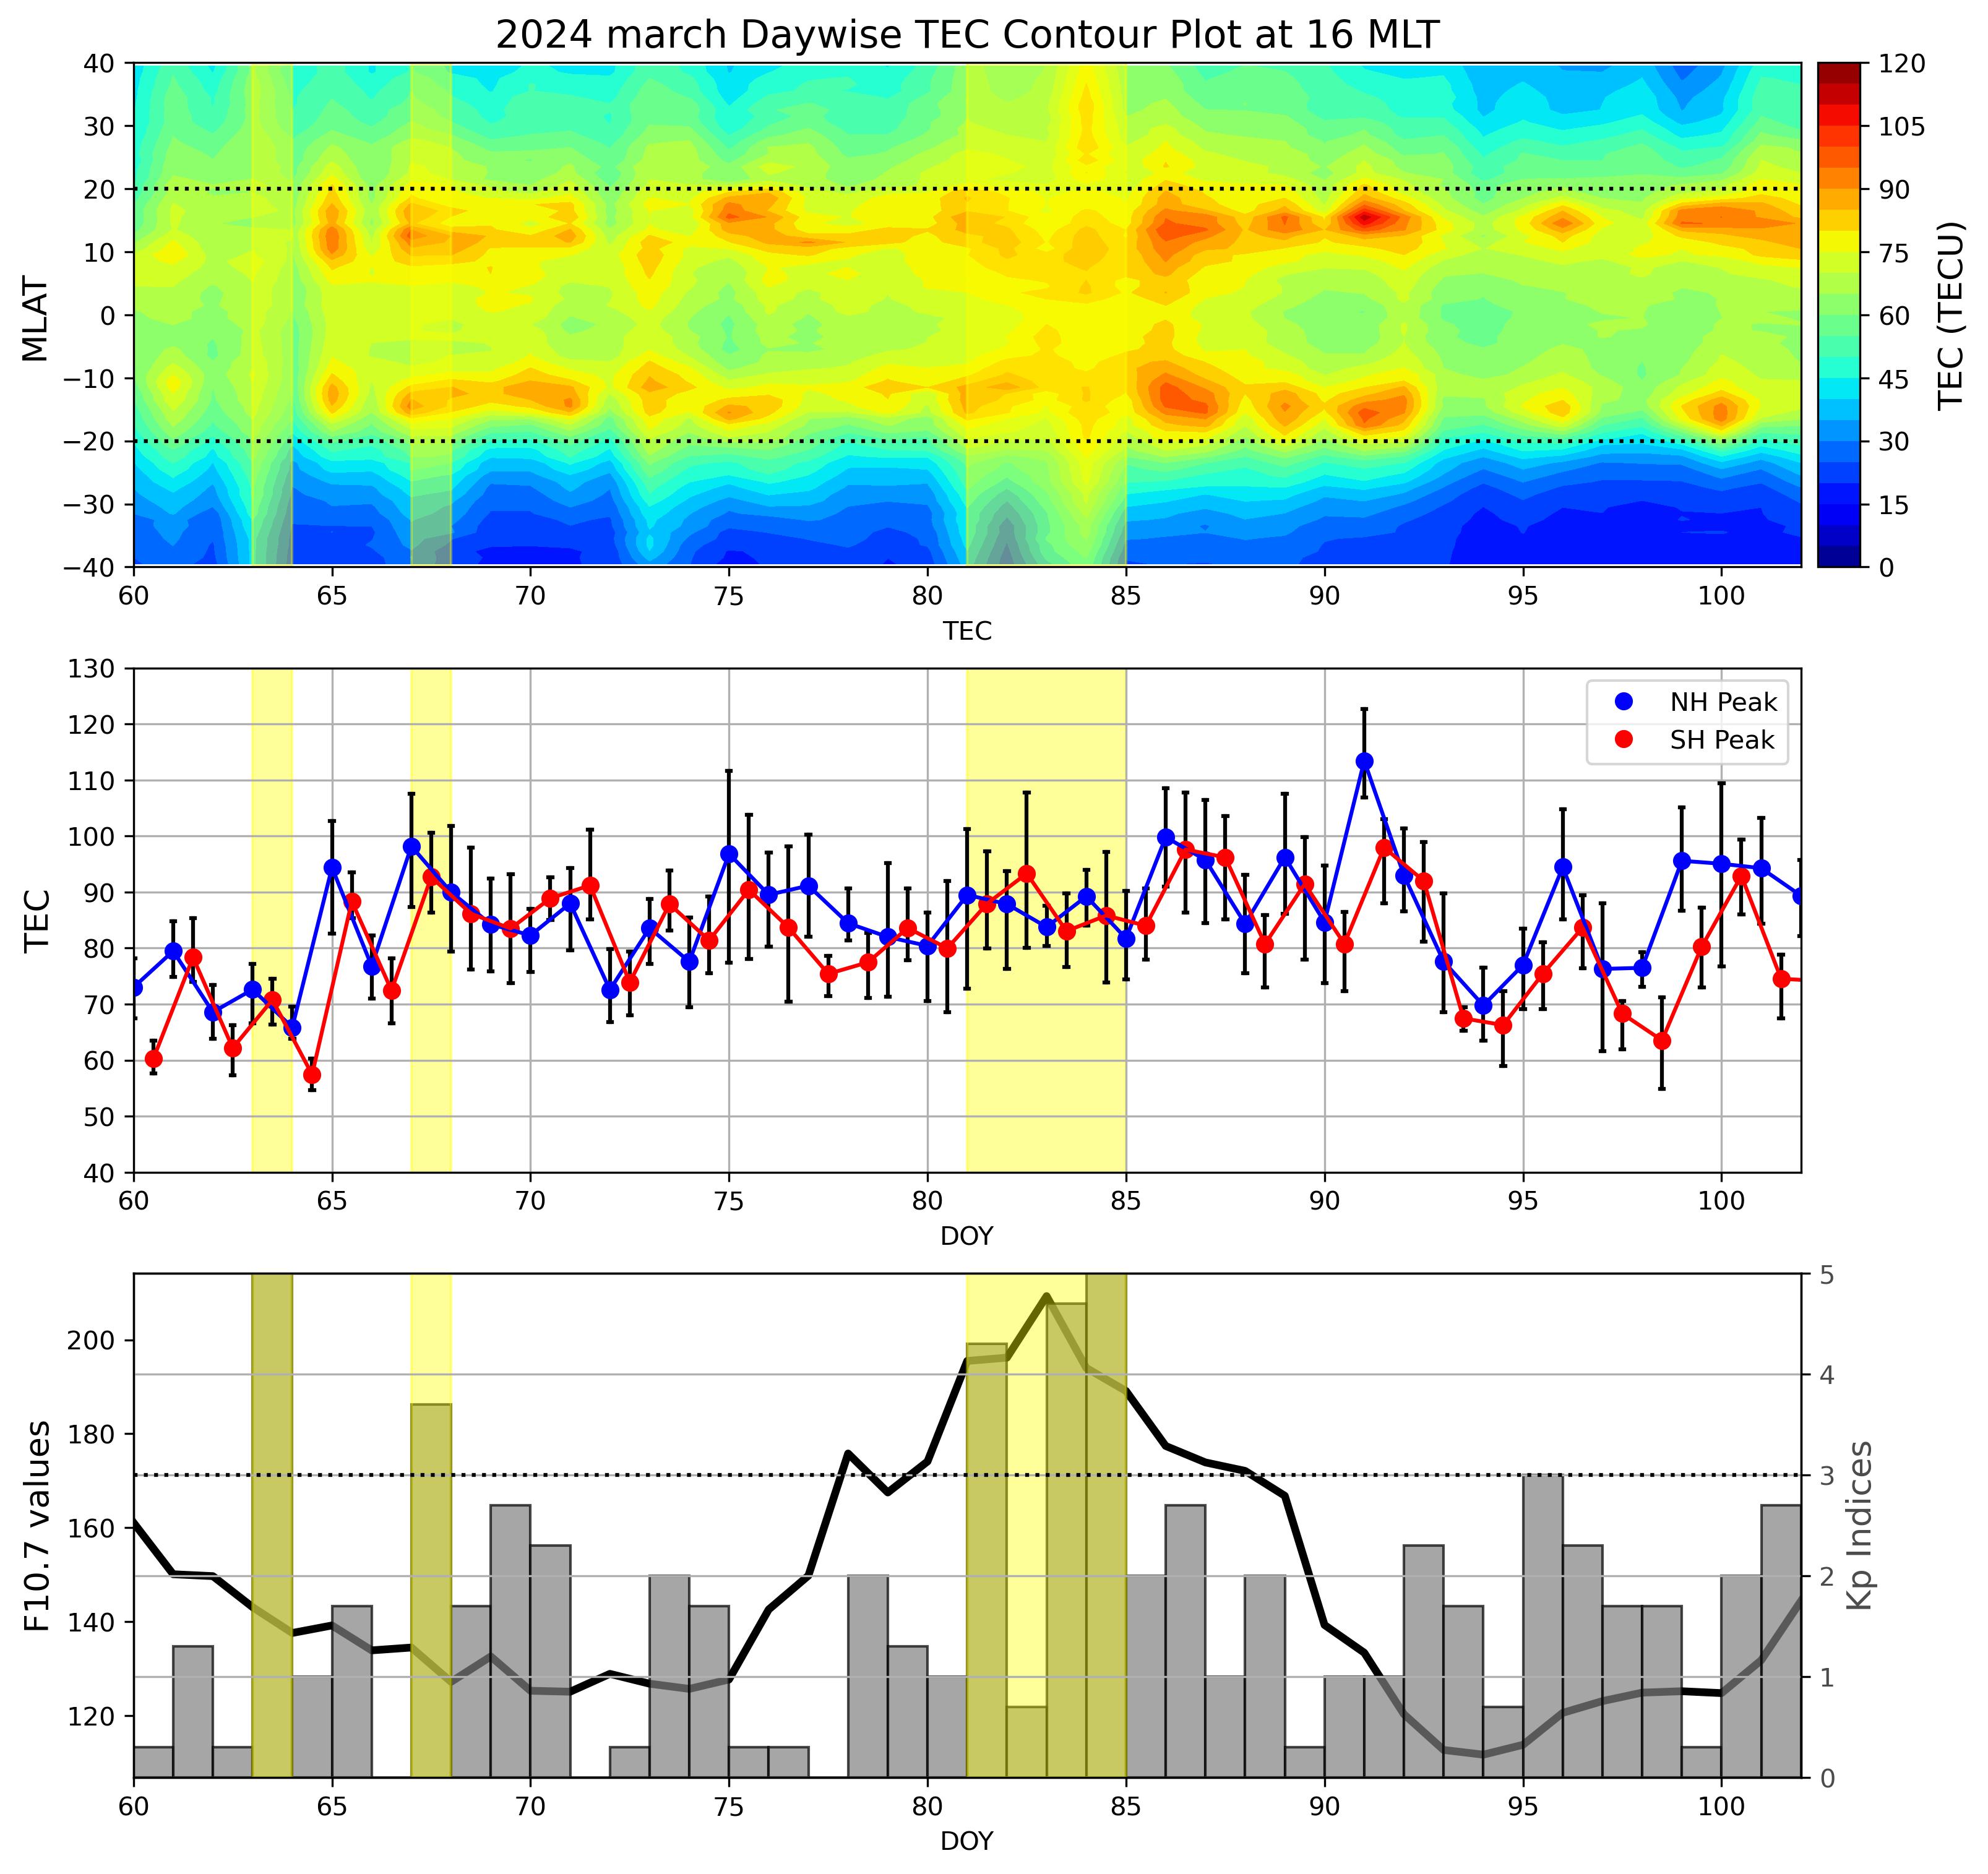 2024 march Daywise TEC Contour Plot at 16 MLT
MLAT
40
30
20
10
0
−10
−20
−30
−40
60 65 70 75 80 85 90 95 100
TEC
120
105
90
75
60
45
30
15
0
TEC (TECU)
TEC
130
120
110
100
90
80
70
60
50
40
NH Peak
SH Peak
60 65 70 75 80 85 90 95 100
DOY
F10.7 values
200
180
160
140
120
5
4
3
2
1
0
Kp Indices
60 65 70 75 80 85 90 95 100
DOY